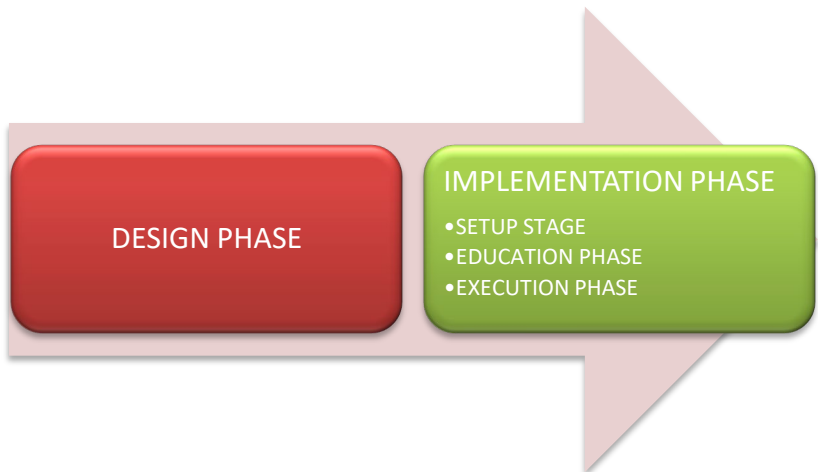 DESIGN PHASE
IMPLEMENTATION PHASE
•SETUP STAGE
•EDUCATION PHASE
•EXECUTION PHASE